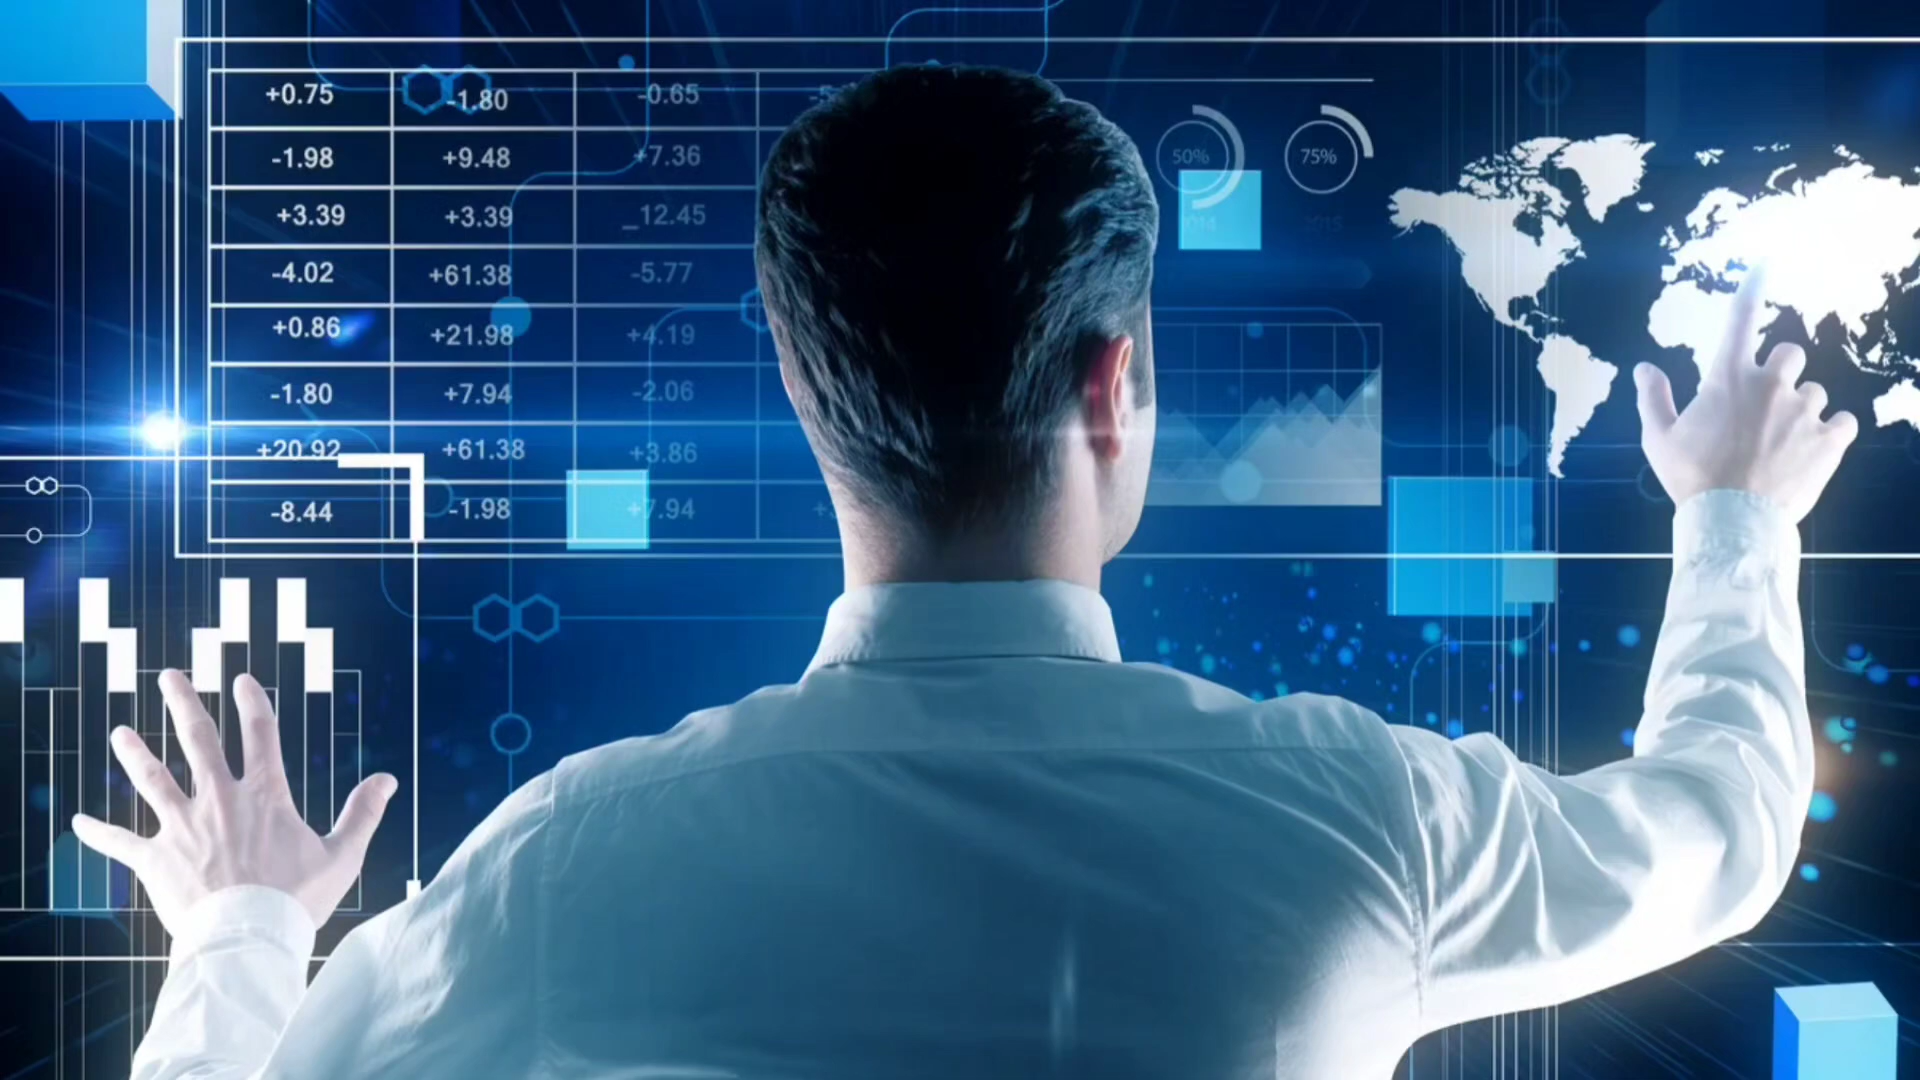 +0.75 -1.80 -0.65
-1.98 +9.48 +7.36
+3.39 +3.39 _12.45
-4.02 +61.38 -5.77
+0.86 +21.98 +4.19
-1.80 +7.94 -2.06
+20.92 +61.38 +3.86
-8.44 -1.98 +7.94
50% 75%
2015